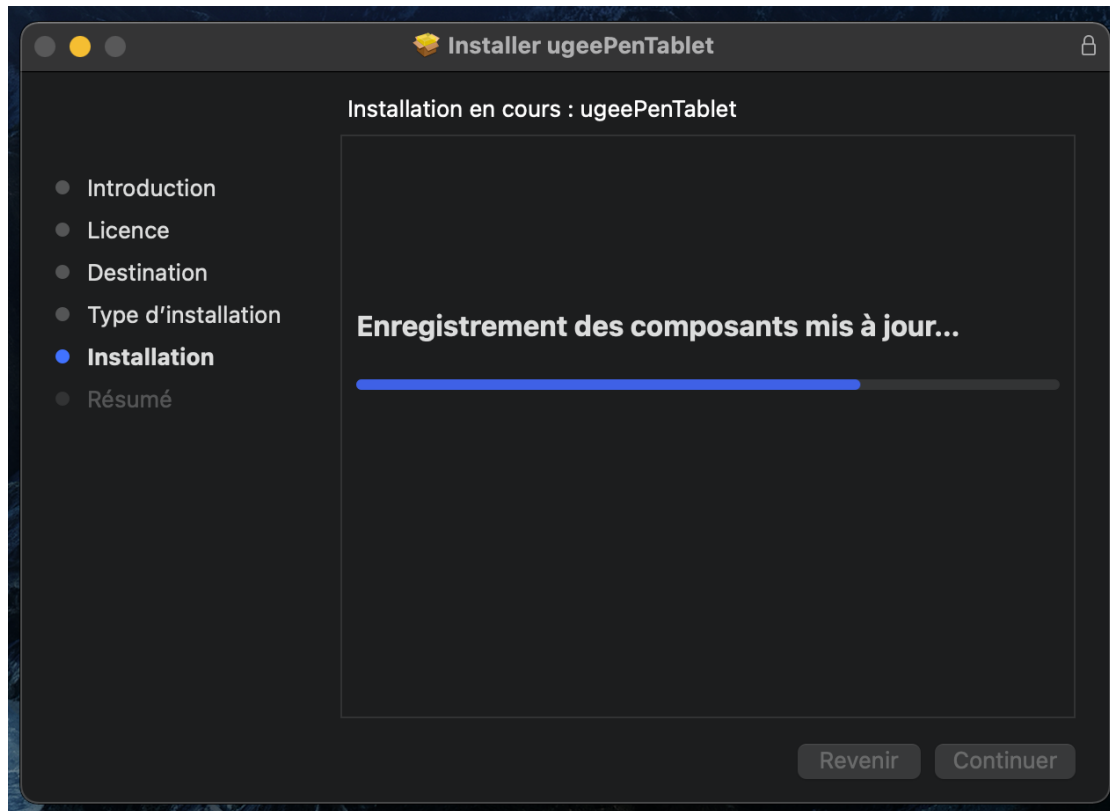 Installer ugeePenTablet
Installation en cours : ugeePenTablet
Introduction
Licence
Destination
Type d’installation
Installation
Résumé
Enregistrement des composants mis à jour...
Revenir
Continuer